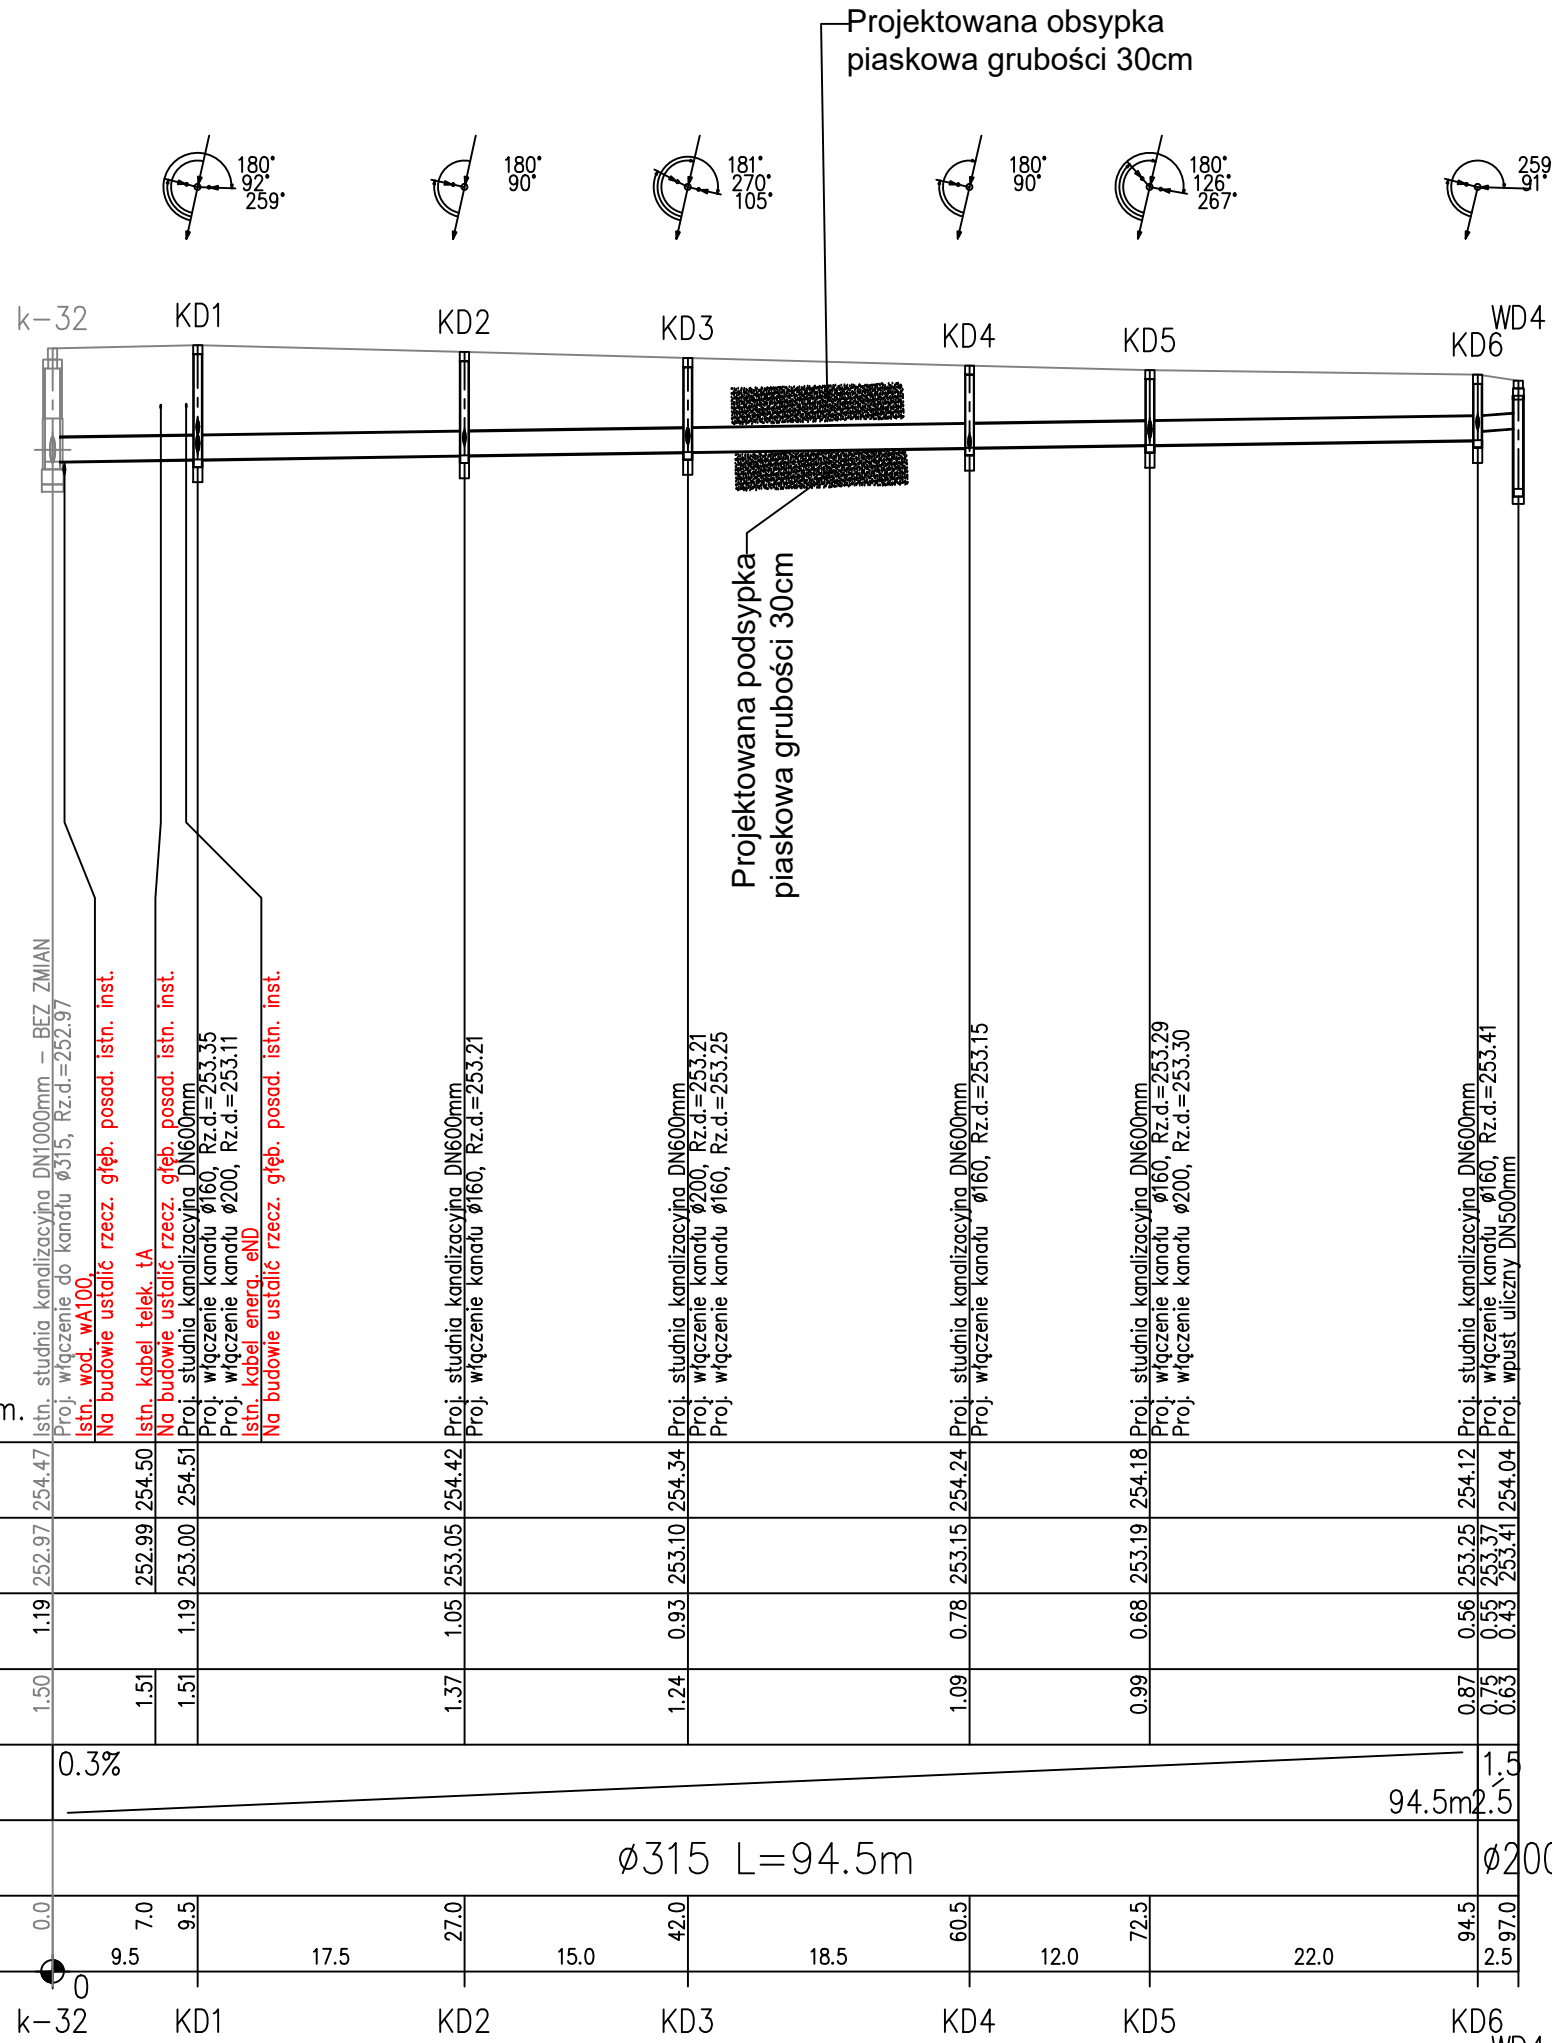 Projektowana obsypka
piaskowa grubości 30cm
180°
92°
259°
180°
90°
181°
270°
105°
180°
90°
180°
126°
267°
259
91°
k-32
KD1
KD2
KD3
KD4
KD5
KD6
WD4
Projektowana podsypka
piaskowa grubości 30cm
m.
Istn. studnia kanalizacyjna DN1000mm - BEZ ZMIAN
Proj. włączenie do kanału ø315, Rz.d.=252.97
Istn. wod. wA100,
Na budowie ustalić rzecz. głęb. posad. istn. inst.
Istn. kabel telek. tA
Na budowie ustalić rzecz. głęb. posad. istn. inst.
Proj. studnia kanalizacyjna DN600mm
Proj. włączenie kanału ø160, Rz.d.=253.35
Proj. włączenie kanału ø200, Rz.d.=253.11
Istn. kabel energ. eND
Na budowie ustalić rzecz. głęb. posad. istn. inst.
Proj. studnia kanalizacyjna DN600mm
Proj. włączenie kanału ø160, Rz.d.=253.21
Proj. studnia kanalizacyjna DN600mm
Proj. włączenie kanału ø200, Rz.d.=253.21
Proj. włączenie kanału ø160, Rz.d.=253.25
Proj. studnia kanalizacyjna DN600mm
Proj. włączenie kanału ø160, Rz.d.=253.15
Proj. studnia kanalizacyjna DN600mm
Proj. włączenie kanału ø160, Rz.d.=253.29
Proj. włączenie kanału ø200, Rz.d.=253.30
Proj. studnia kanalizacyjna DN600mm
Proj. włączenie kanału ø160, Rz.d.=253.41
Proj. wpust uliczny DN500mm
254.47 254.50 254.51 254.42 254.34 254.24 254.18 254.12 254.04
252.97 252.99 253.00 253.05 253.10 253.15 253.19 253.25 253.37 253.41
1.19 1.19 1.05 0.93 0.78 0.68 0.56 0.55 0.43
1.50 1.51 1.51 1.37 1.24 1.09 0.99 0.87 0.75 0.63
0.3% 1.5
94.5m 2.5
ø315 L=94.5m ø200
0.0 7.0 9.5 27.0 42.0 60.5 72.5 94.5 97.0
9.5 17.5 15.0 18.5 12.0 22.0 2.5
0
k-32 KD1 KD2 KD3 KD4 KD5 KD6
WD4